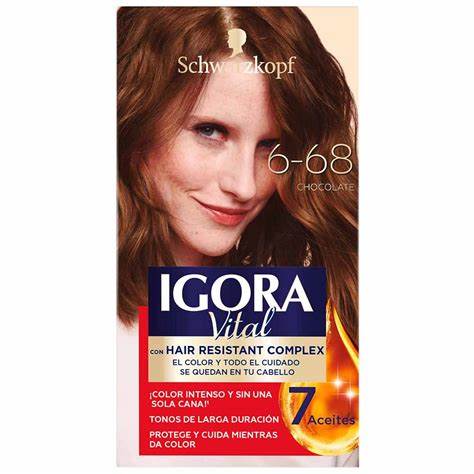 Schwarzkopf
6-68
CHOCOLATE
IGORA
Vital
CON HAIR RESISTANT COMPLEX
EL COLOR Y TODO EL CUIDADO
SE QUEDAN EN TU CABELLO
¡COLOR INTENSO Y SIN UNA
SOLA CANA!¹
TONOS DE LARGA DURACIÓN
PROTEGE Y CUIDA MIENTRAS
DA COLOR
7 Aceites